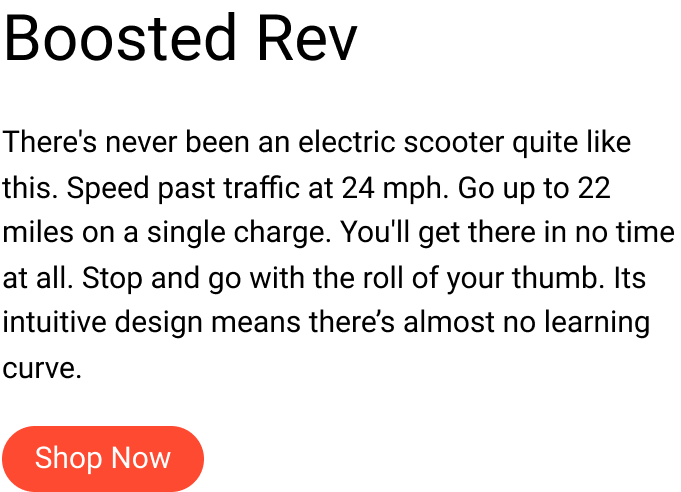 Boosted Rev
There's never been an electric scooter quite like
this. Speed past traffic at 24 mph. Go up to 22
miles on a single charge. You'll get there in no time
at all. Stop and go with the roll of your thumb. Its
intuitive design means there’s almost no learning
curve.
Shop Now